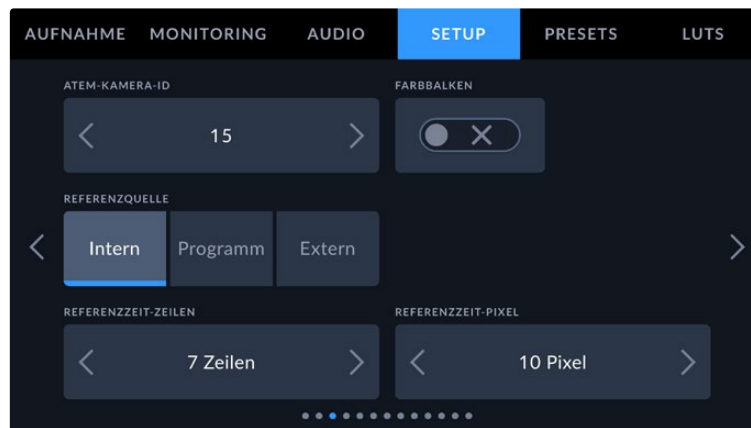 AUFNAHME MONITORING AUDIO SETUP PRESETS LUTS
ATEM-KAMERA-ID FARBBALKEN
15
REFERENZQUELLE
Intern Programm Extern
REFERENZZEIT-ZEILEN REFERENZZEIT-PIXEL
7 Zeilen 10 Pixel